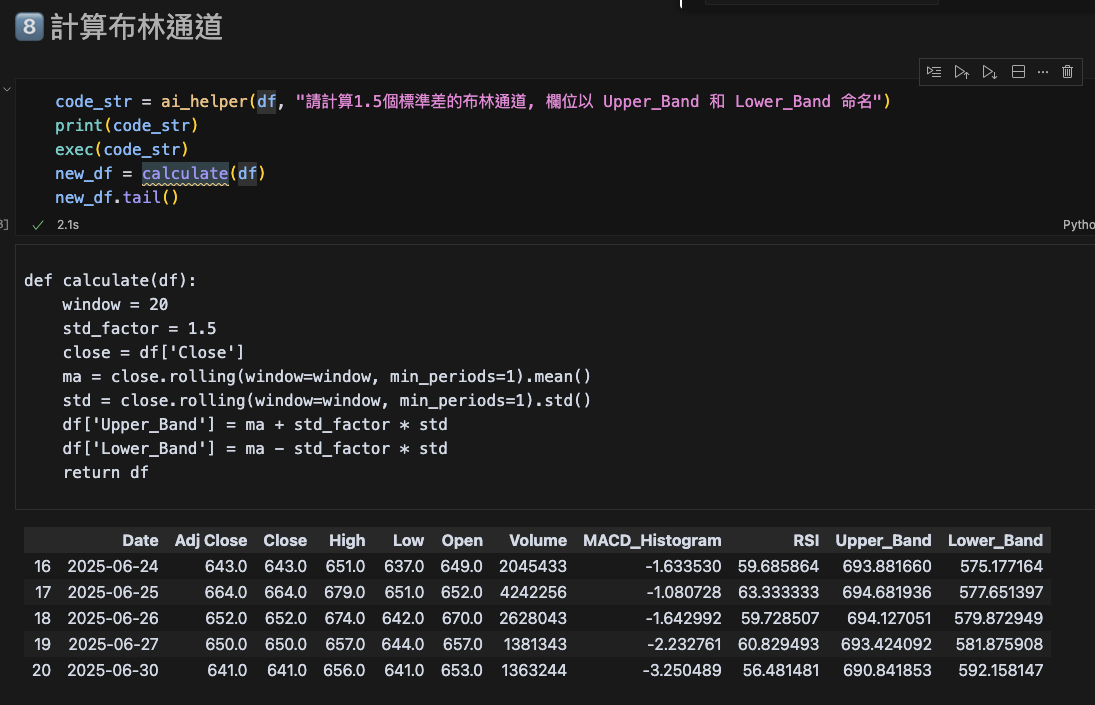 8 計算布林通道
code_str = ai_helper(df, "請計算1.5個標準差的布林通道, 欄位以 Upper_Band 和 Lower_Band 命名")
print(code_str)
exec(code_str)
new_df = calculate(df)
new_df.tail()
3] ✓ 2.1s Pytho
def calculate(df):
    window = 20
    std_factor = 1.5
    close = df['Close']
    ma = close.rolling(window=window, min_periods=1).mean()
    std = close.rolling(window=window, min_periods=1).std()
    df['Upper_Band'] = ma + std_factor * std
    df['Lower_Band'] = ma - std_factor * std
    return df
Date Adj Close Close High Low Open Volume MACD_Histogram RSI Upper_Band Lower_Band
16 2025-06-24 643.0 643.0 651.0 637.0 649.0 2045433 -1.633530 59.685864 693.881660 575.177164
17 2025-06-25 664.0 664.0 679.0 651.0 652.0 4242256 -1.080728 63.333333 694.681936 577.651397
18 2025-06-26 652.0 652.0 674.0 642.0 670.0 2628043 -1.642992 59.728507 694.127051 579.872949
19 2025-06-27 650.0 650.0 657.0 644.0 657.0 1381343 -2.232761 60.829493 693.424092 581.875908
20 2025-06-30 641.0 641.0 656.0 641.0 653.0 1363244 -3.250489 56.481481 690.841853 592.158147